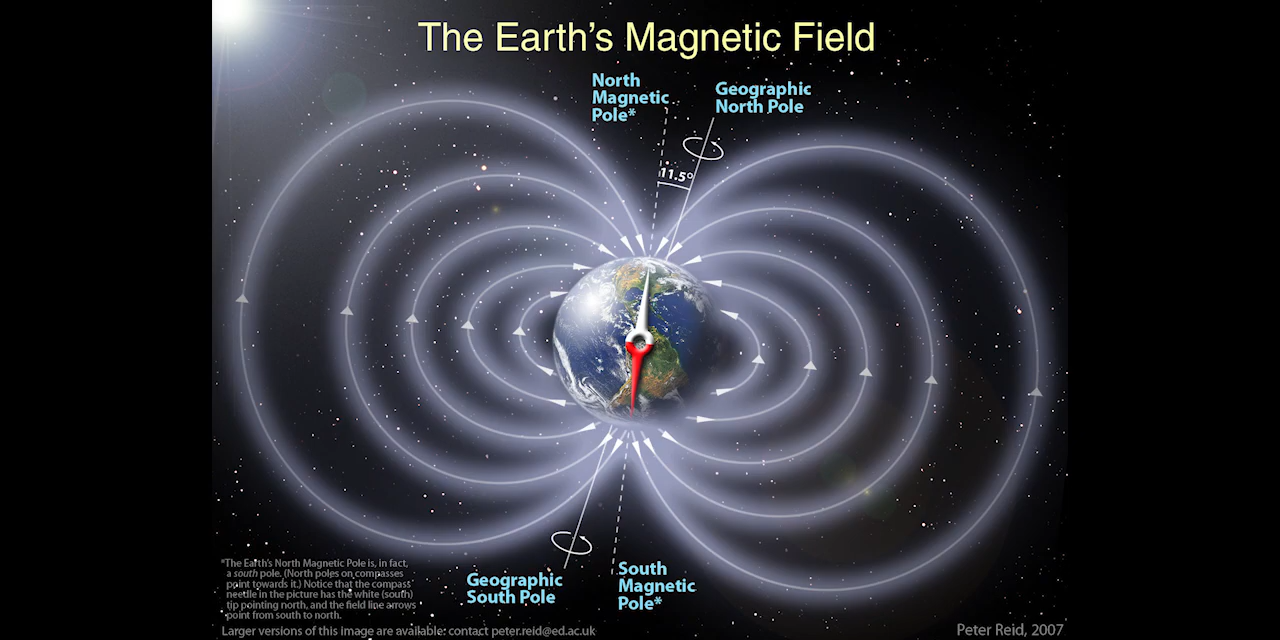 The Earth's Magnetic Field
North
Magnetic
Pole*
Geographic
North Pole
11.5°
Geographic
South Pole
South
Magnetic
Pole*
*The Earth's North Magnetic Pole is, in fact,
a south pole. (North poles on compasses
point towards it.) Notice that the compass
needle in the picture has the white (south)
tip pointing north, and the field line arrows
point from south to north.
Larger versions of this image are available: contact peter.reid@ed.ac.uk
Peter Reid, 2007